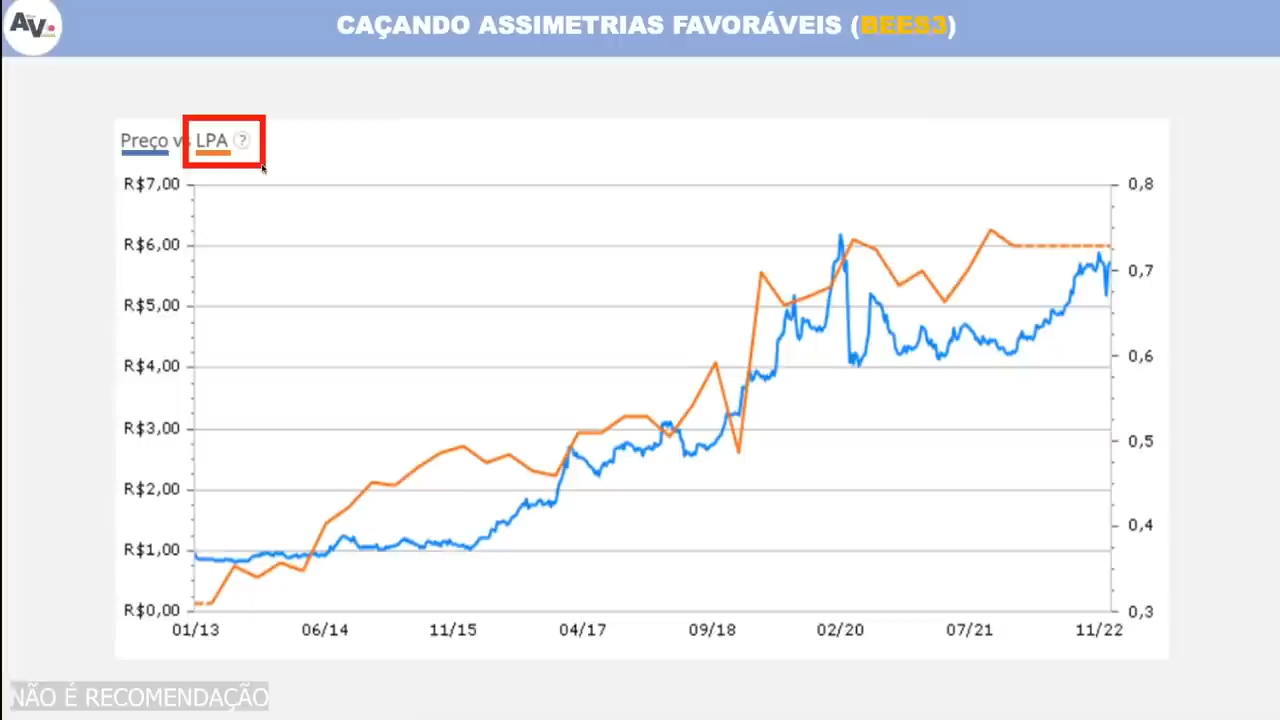 AV.
CAÇANDO ASSIMETRIAS FAVORÁVEIS (BEES3)
Preço vs LPA ?
R$7,00 0,8
R$6,00
0,7
R$5,00
R$4,00 0,6
R$3,00
0,5
R$2,00
R$1,00 0,4
R$0,00 0,3
01/13 06/14 11/15 04/17 09/18 02/20 07/21 11/22
NÃO É RECOMENDAÇÃO